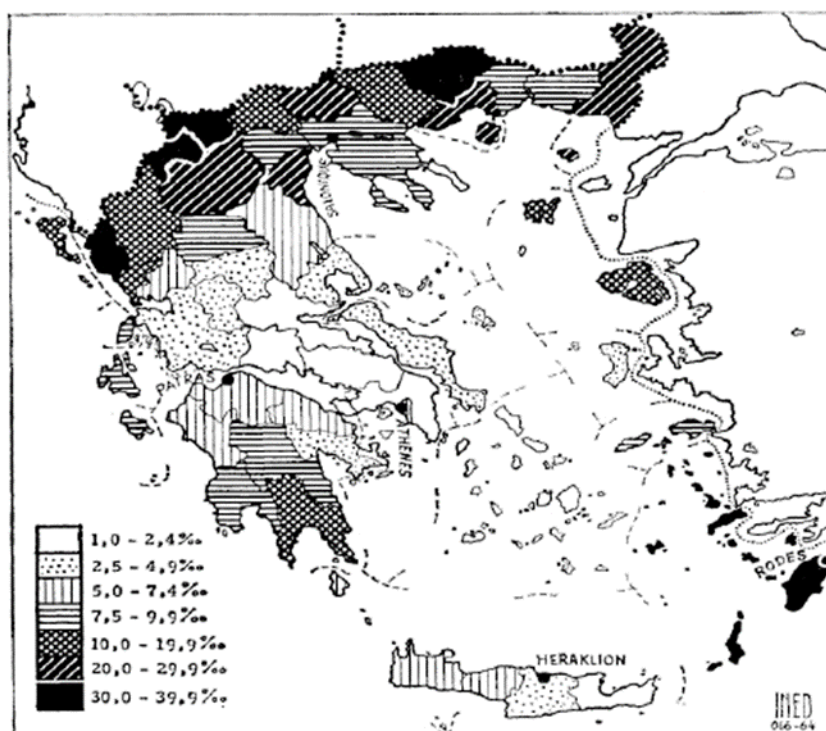 SALONIQUE
PATRAS
ATHENES
RODES
HERAKLION
1,0 - 2,4‰
2,5 - 4,9‰
5,0 - 7,4‰
7,5 - 9,9‰
10,0 - 19,9‰
20,0 - 29,9‰
30,0 - 39,9‰
INED
066-64